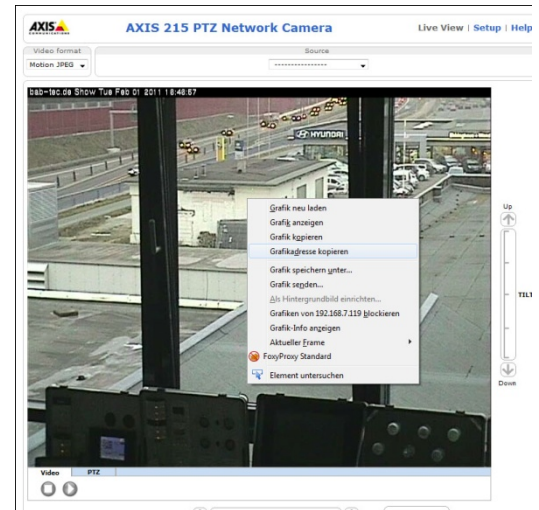 AXIS
COMMUNICATIONS
AXIS 215 PTZ Network Camera
Live View | Setup | Help
Video format
Source
Motion JPEG
----------------
bab-tec.de Show Tue Feb 01 2011 16:48:57
HYUNDAI
Grafik neu laden
Grafik anzeigen
Grafik kopieren
Grafikadresse kopieren
Grafik speichern unter...
Grafik senden...
Als Hintergrundbild einrichten...
Grafiken von 192.168.7.119 blockieren
Grafik-Info anzeigen
Aktueller Frame
FoxyProxy Standard
Element untersuchen
Up
TILT
Down
Video
PTZ